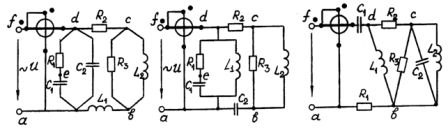 f d R₂ c
R₁ C₂ R₃ L₂
~U e
C₁
a L₁ b
f d R₂ c
R₁ L₁ R₃ L₂
~U e
C₁
a C₂ b
f C₁ d R₂ c
~U L₁ R₃ C₂ L₂
a R₁ b